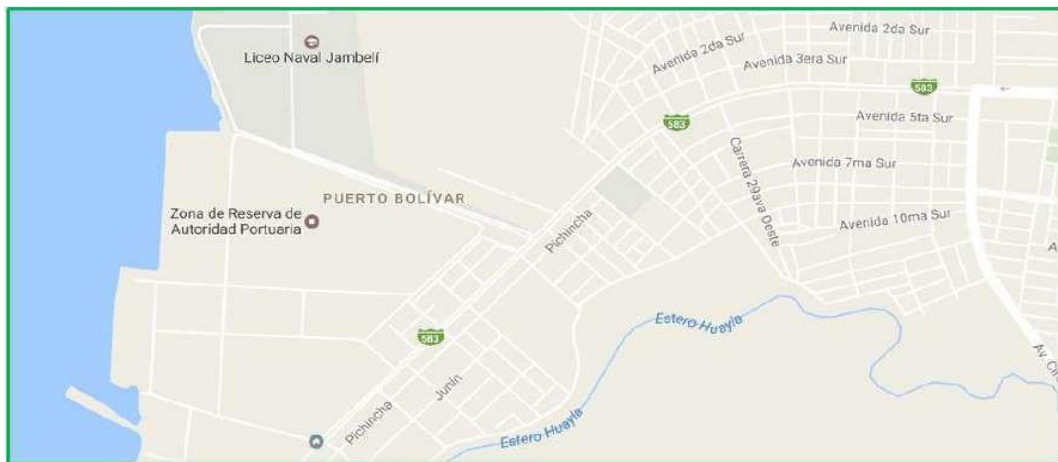 Avenida 2da Sur
Avenida 2da Sur
Liceo Naval Jambelí
Avenida 3era Sur
583
583
Avenida 5ta Sur
Carrera 29ava Oeste
Avenida 7ma Sur
PUERTO BOLÍVAR
Zona de Reserva de
Autoridad Portuaria
Pichincha
Avenida 10ma Sur
Estero Huayla
583
Junín
Pichincha
Estero Huayla